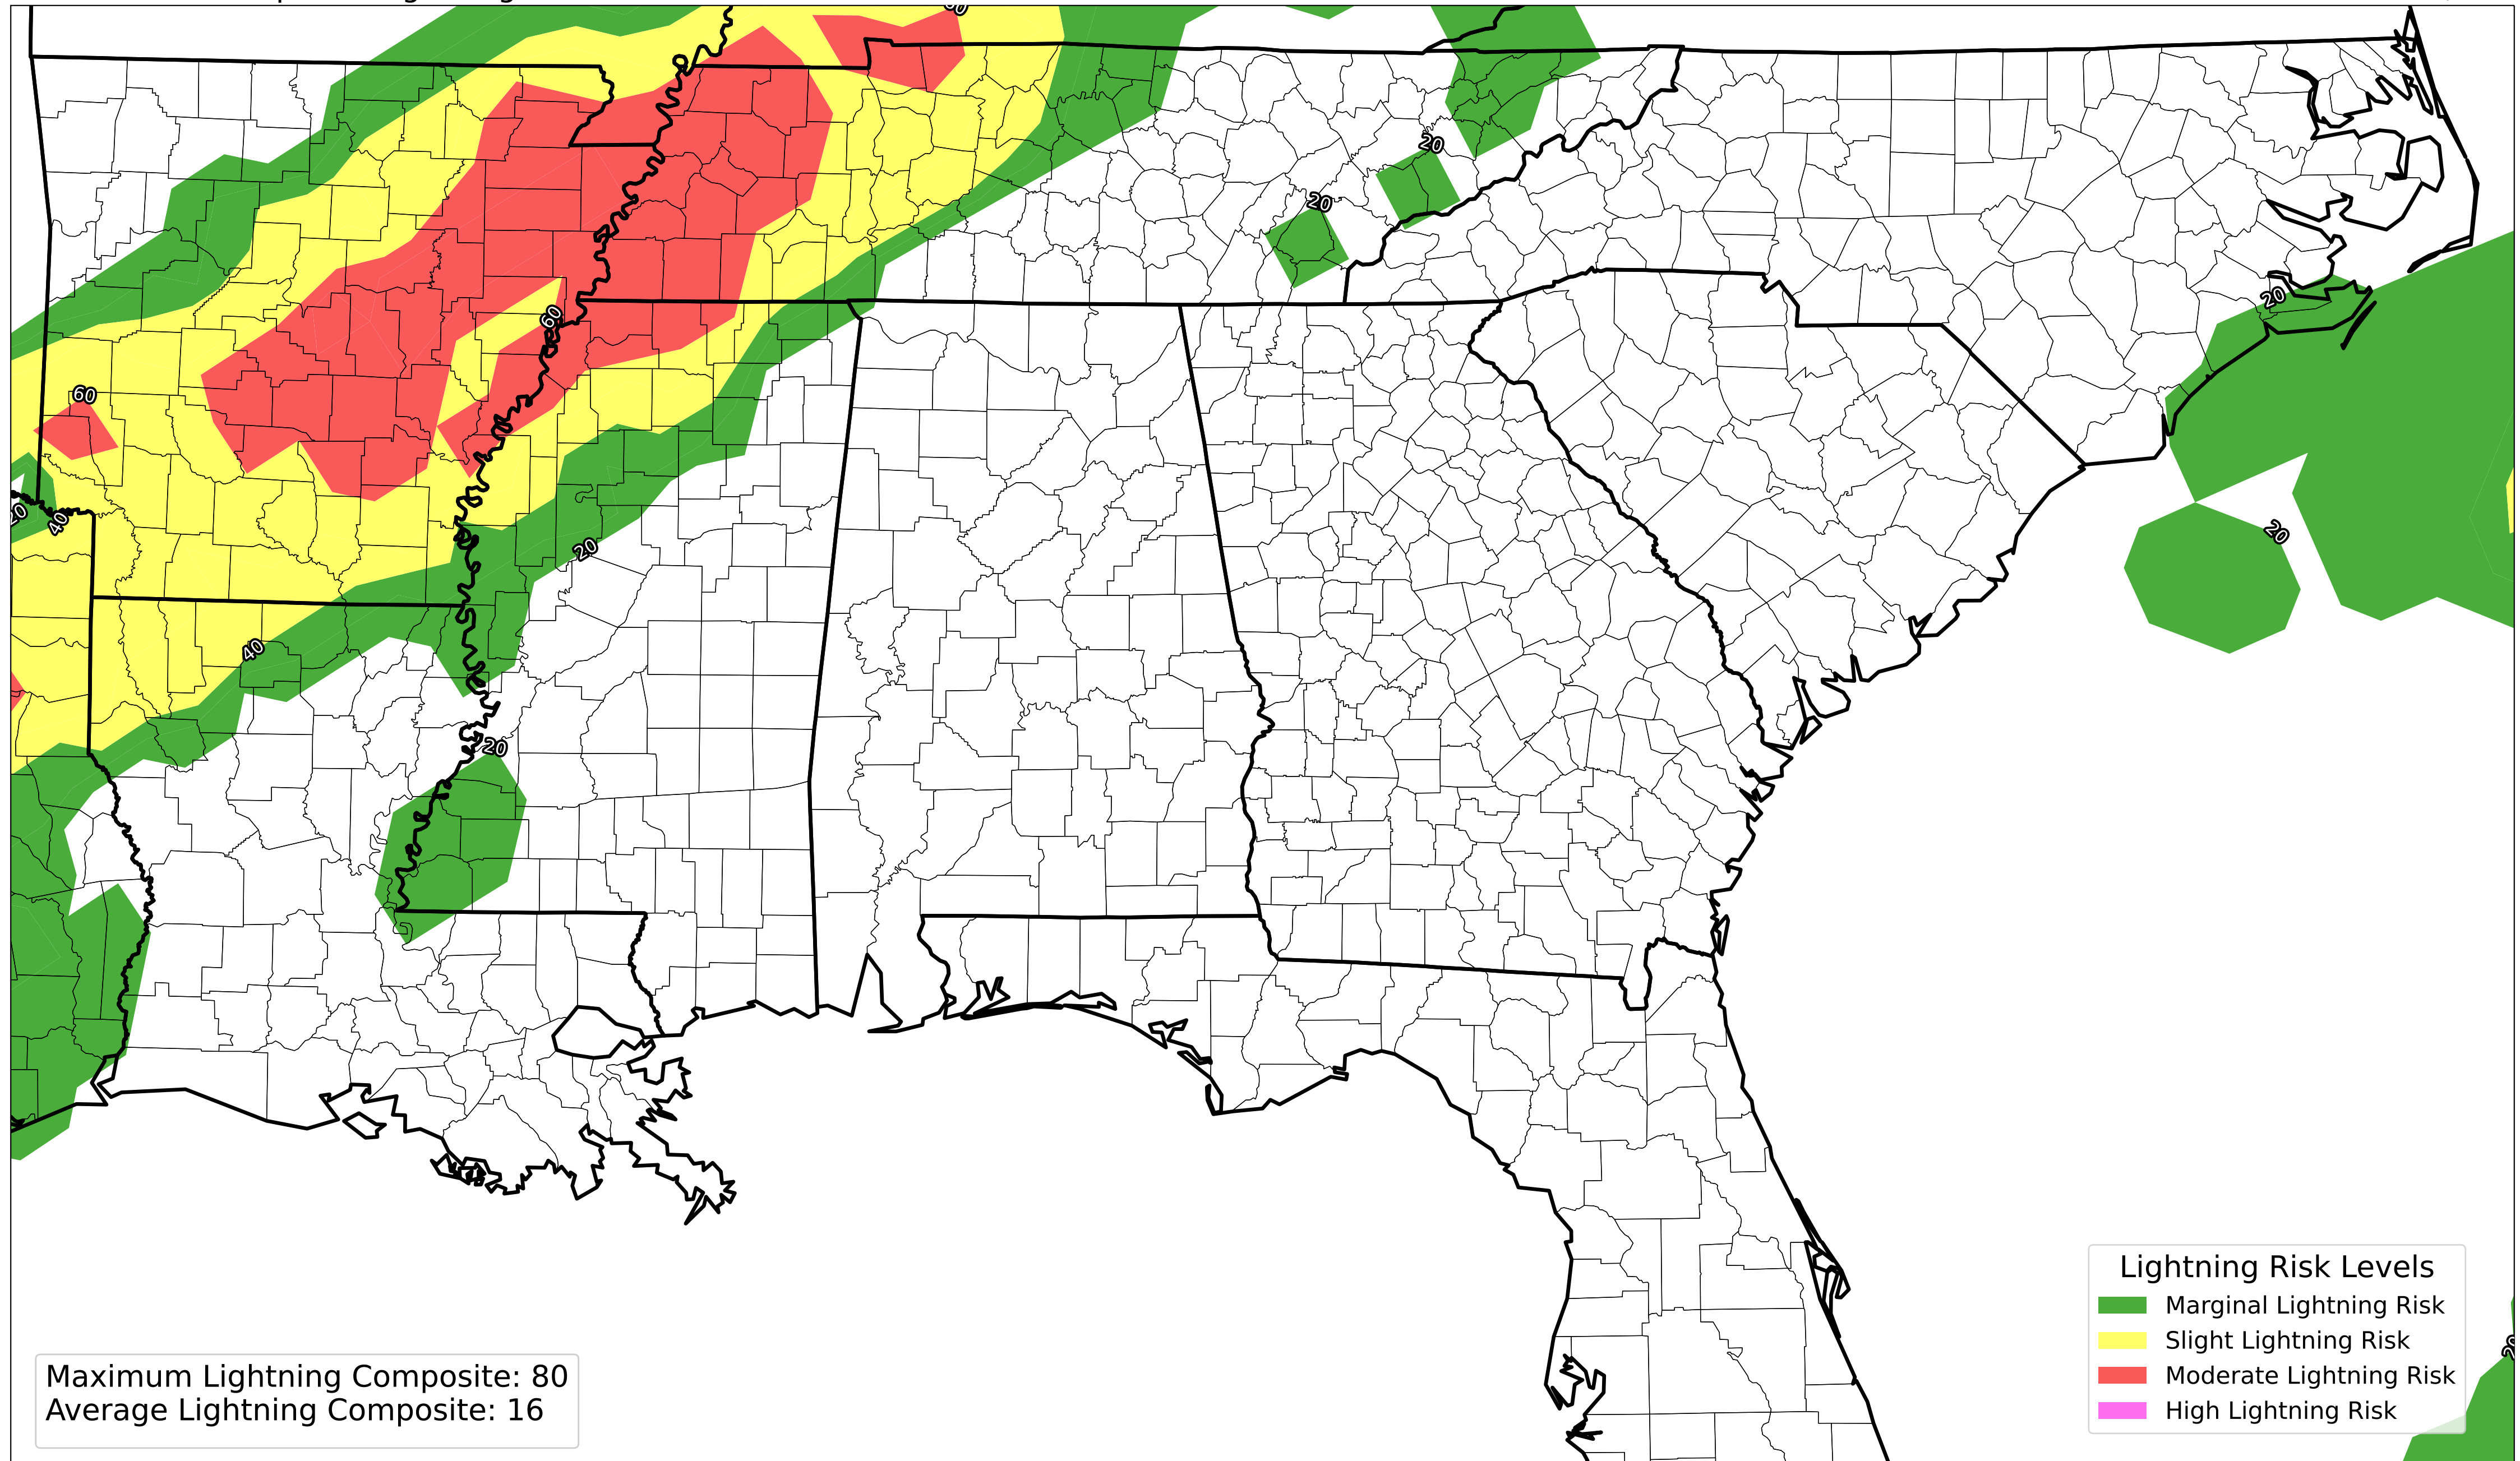 60
20
20
20
60
60
20
20
40
20
40
20
20
Lightning Risk Levels
Marginal Lightning Risk
Slight Lightning Risk
Moderate Lightning Risk
High Lightning Risk
Maximum Lightning Composite: 80
Average Lightning Composite: 16